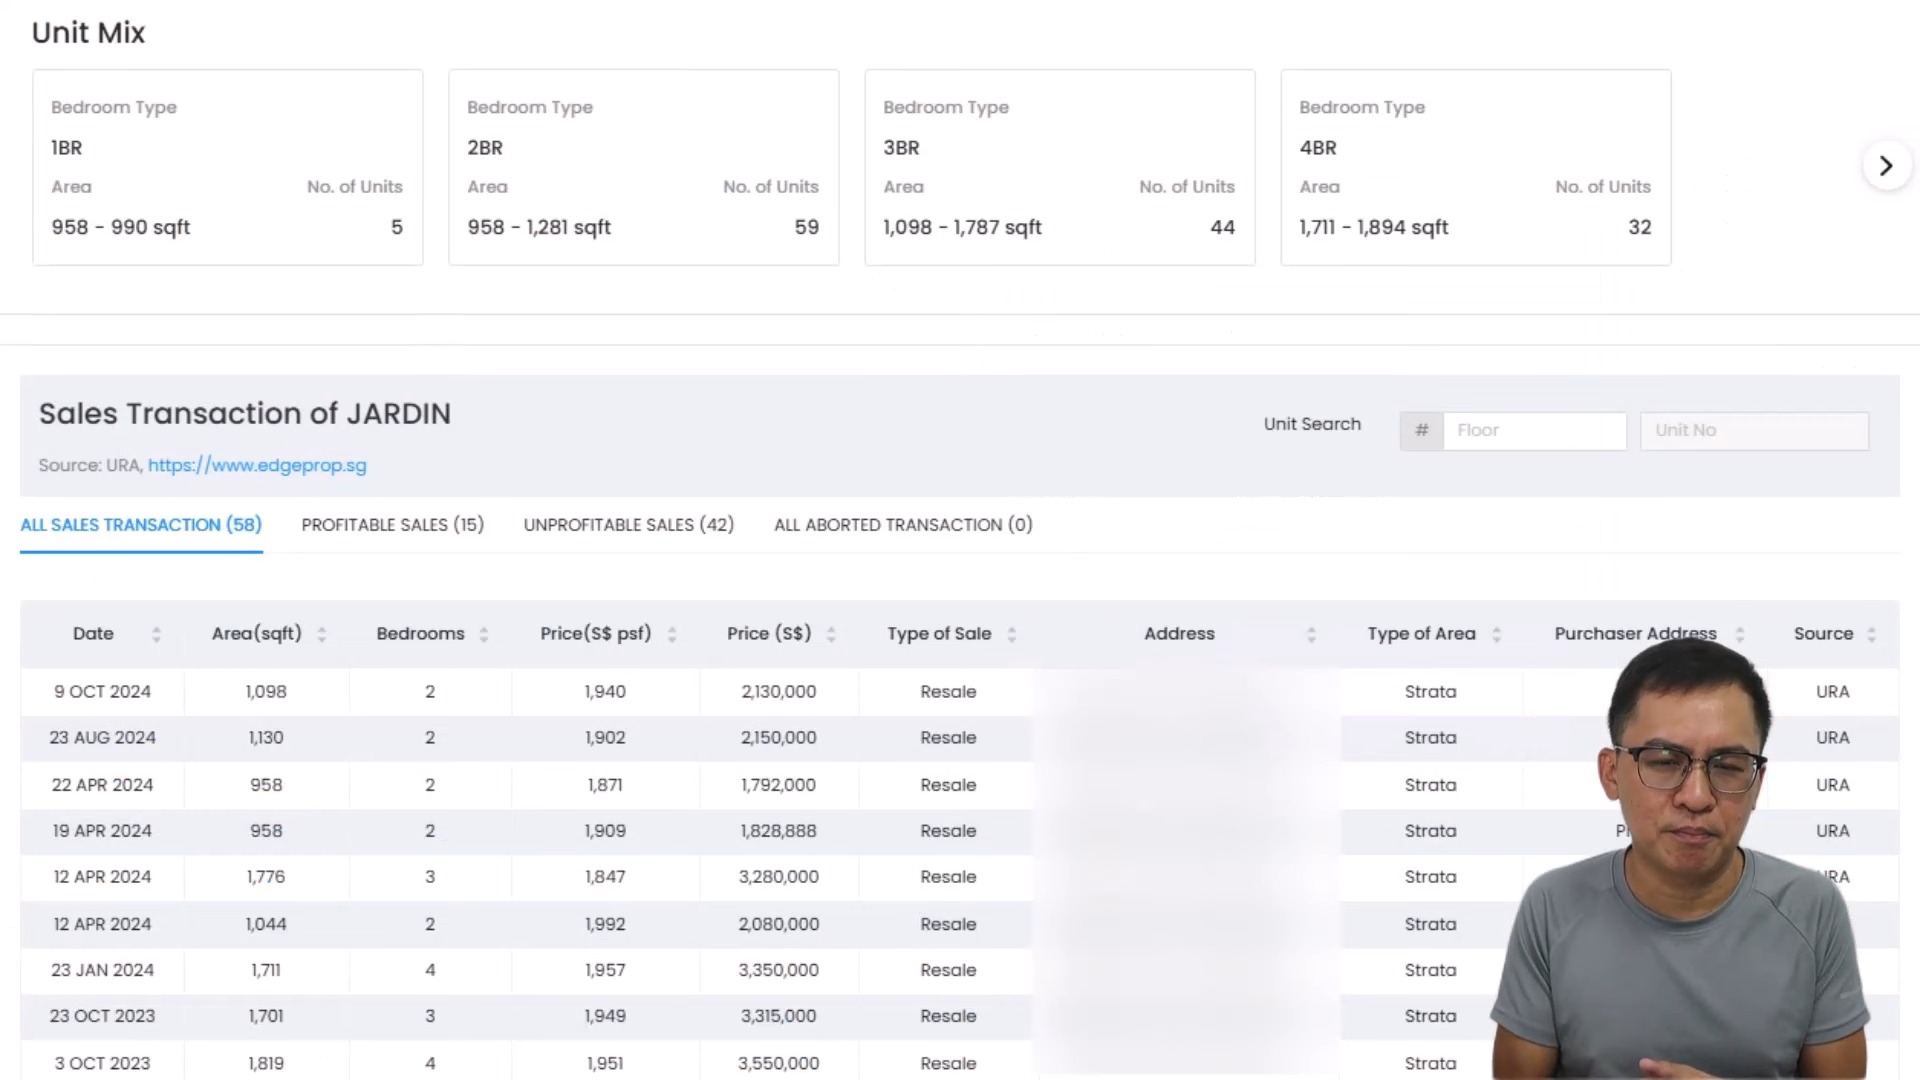 Unit Mix
Bedroom Type
1BR
Area No. of Units
958 - 990 sqft 5
Bedroom Type
2BR
Area No. of Units
958 - 1,281 sqft 59
Bedroom Type
3BR
Area No. of Units
1,098 - 1,787 sqft 44
Bedroom Type
4BR
Area No. of Units
1,711 - 1,894 sqft 32
Sales Transaction of JARDIN
Unit Search # Floor Unit No
Source: URA, https://www.edgeprop.sg
ALL SALES TRANSACTION (58) PROFITABLE SALES (15) UNPROFITABLE SALES (42) ALL ABORTED TRANSACTION (0)
Date Area(sqft) Bedrooms Price(S$ psf) Price (S$) Type of Sale Address Type of Area Purchaser Address Source
9 OCT 2024 1,098 2 1,940 2,130,000 Resale Strata URA
23 AUG 2024 1,130 2 1,902 2,150,000 Resale Strata URA
22 APR 2024 958 2 1,871 1,792,000 Resale Strata URA
19 APR 2024 958 2 1,909 1,828,888 Resale Strata URA
12 APR 2024 1,776 3 1,847 3,280,000 Resale Strata
12 APR 2024 1,044 2 1,992 2,080,000 Resale Strata
23 JAN 2024 1,711 4 1,957 3,350,000 Resale Strata
23 OCT 2023 1,701 3 1,949 3,315,000 Resale Strata
3 OCT 2023 1,819 4 1,951 3,550,000 Resale Strata